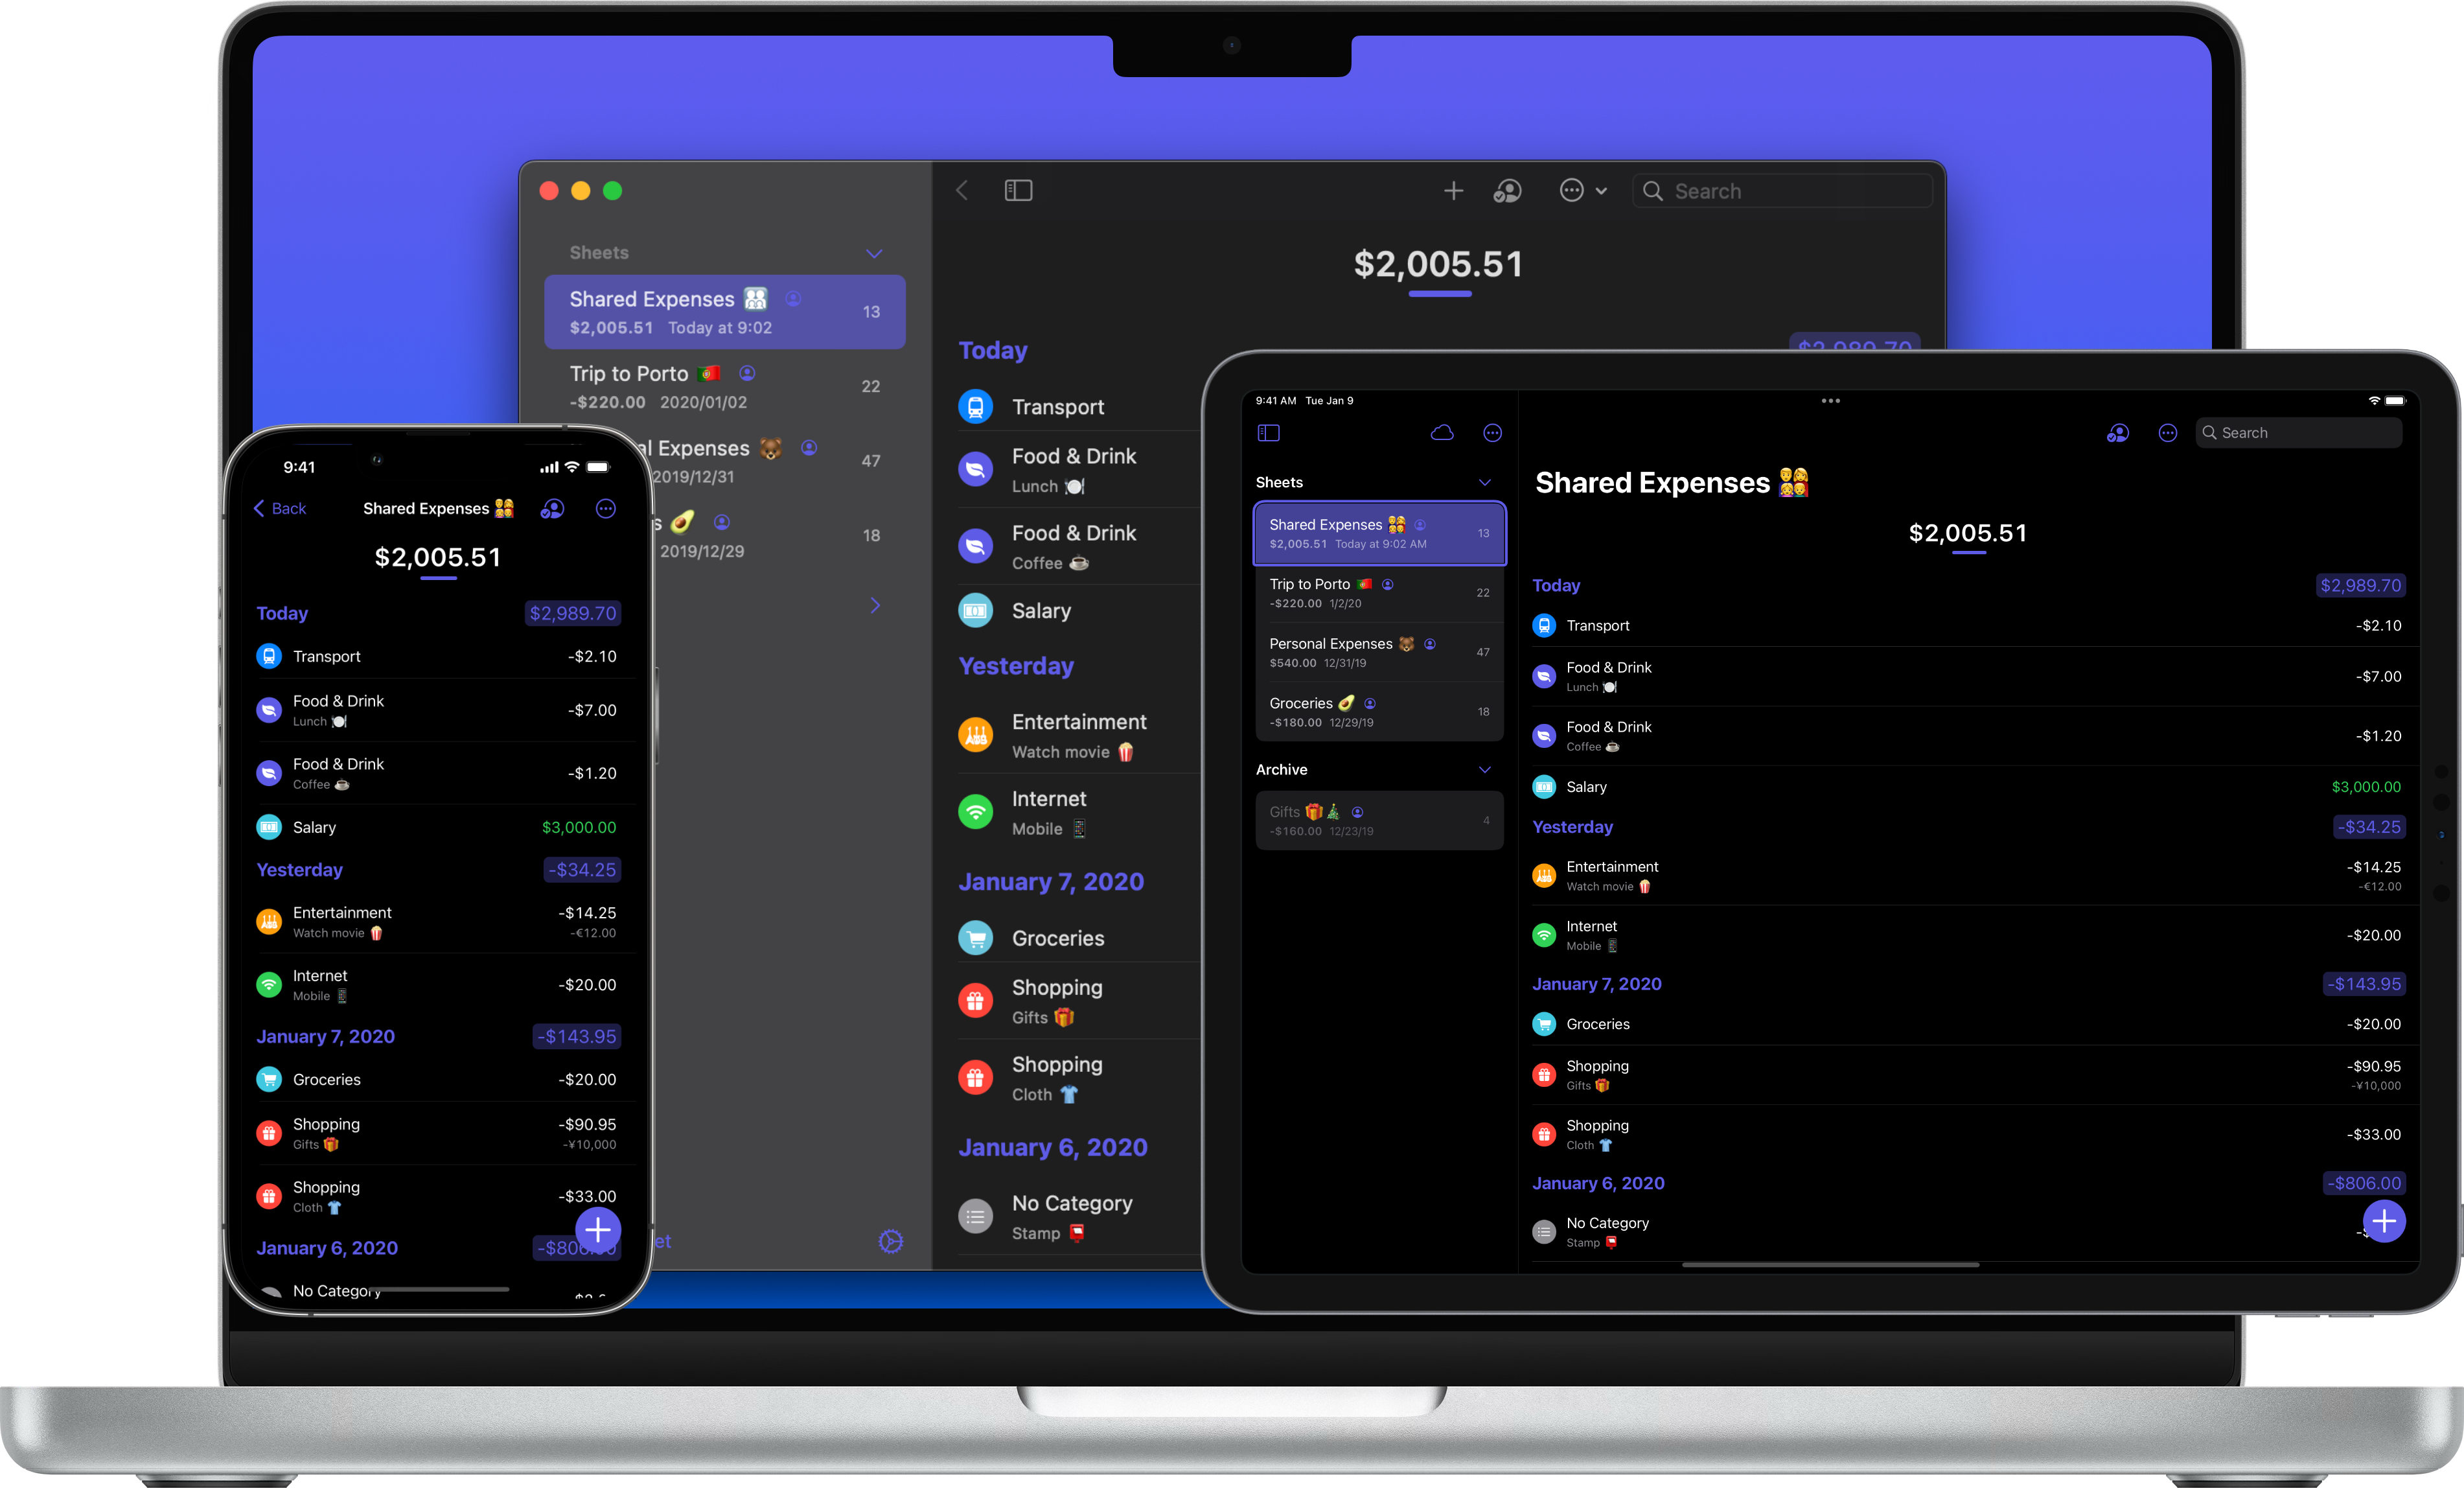 Sheets
Shared Expenses
13
$2,005.51 Today at 9:02
Trip to Porto
22
-$220.00 2020/01/02
Expenses
47
2019/12/31
18
2019/12/29
Search
$2,005.51
Today
Transport
Food & Drink
Lunch
Food & Drink
Coffee
Salary
Yesterday
Entertainment
Watch movie
Internet
Mobile
January 7, 2020
Groceries
Shopping
Gifts
Shopping
Cloth
January 6, 2020
No Category
Stamp
9:41
Back
Shared Expenses
$2,005.51
Today $2,989.70
Transport -$2.10
Food & Drink
Lunch
-$7.00
Food & Drink
Coffee
-$1.20
Salary $3,000.00
Yesterday -$34.25
Entertainment -$14.25
Watch movie -€12.00
Internet
Mobile
-$20.00
January 7, 2020 -$143.95
Groceries -$20.00
Shopping -$90.95
Gifts -¥10,000
Shopping
Cloth
-$33.00
January 6, 2020
No Category
9:41 AM Tue Jan 9
Sheets
Shared Expenses
13
$2,005.51 Today at 9:02 AM
Trip to Porto
22
-$220.00 1/2/20
Personal Expenses
47
$540.00 12/31/19
Groceries
18
-$180.00 12/29/19
Archive
Gifts
4
-$160.00 12/23/19
Search
Shared Expenses
$2,005.51
Today $2,989.70
Transport -$2.10
Food & Drink
Lunch
-$7.00
Food & Drink
Coffee
-$1.20
Salary $3,000.00
Yesterday -$34.25
Entertainment -$14.25
Watch movie -€12.00
Internet
Mobile
-$20.00
January 7, 2020 -$143.95
Groceries -$20.00
Shopping -$90.95
Gifts -¥10,000
Shopping
Cloth
-$33.00
January 6, 2020 -$806.00
No Category
Stamp